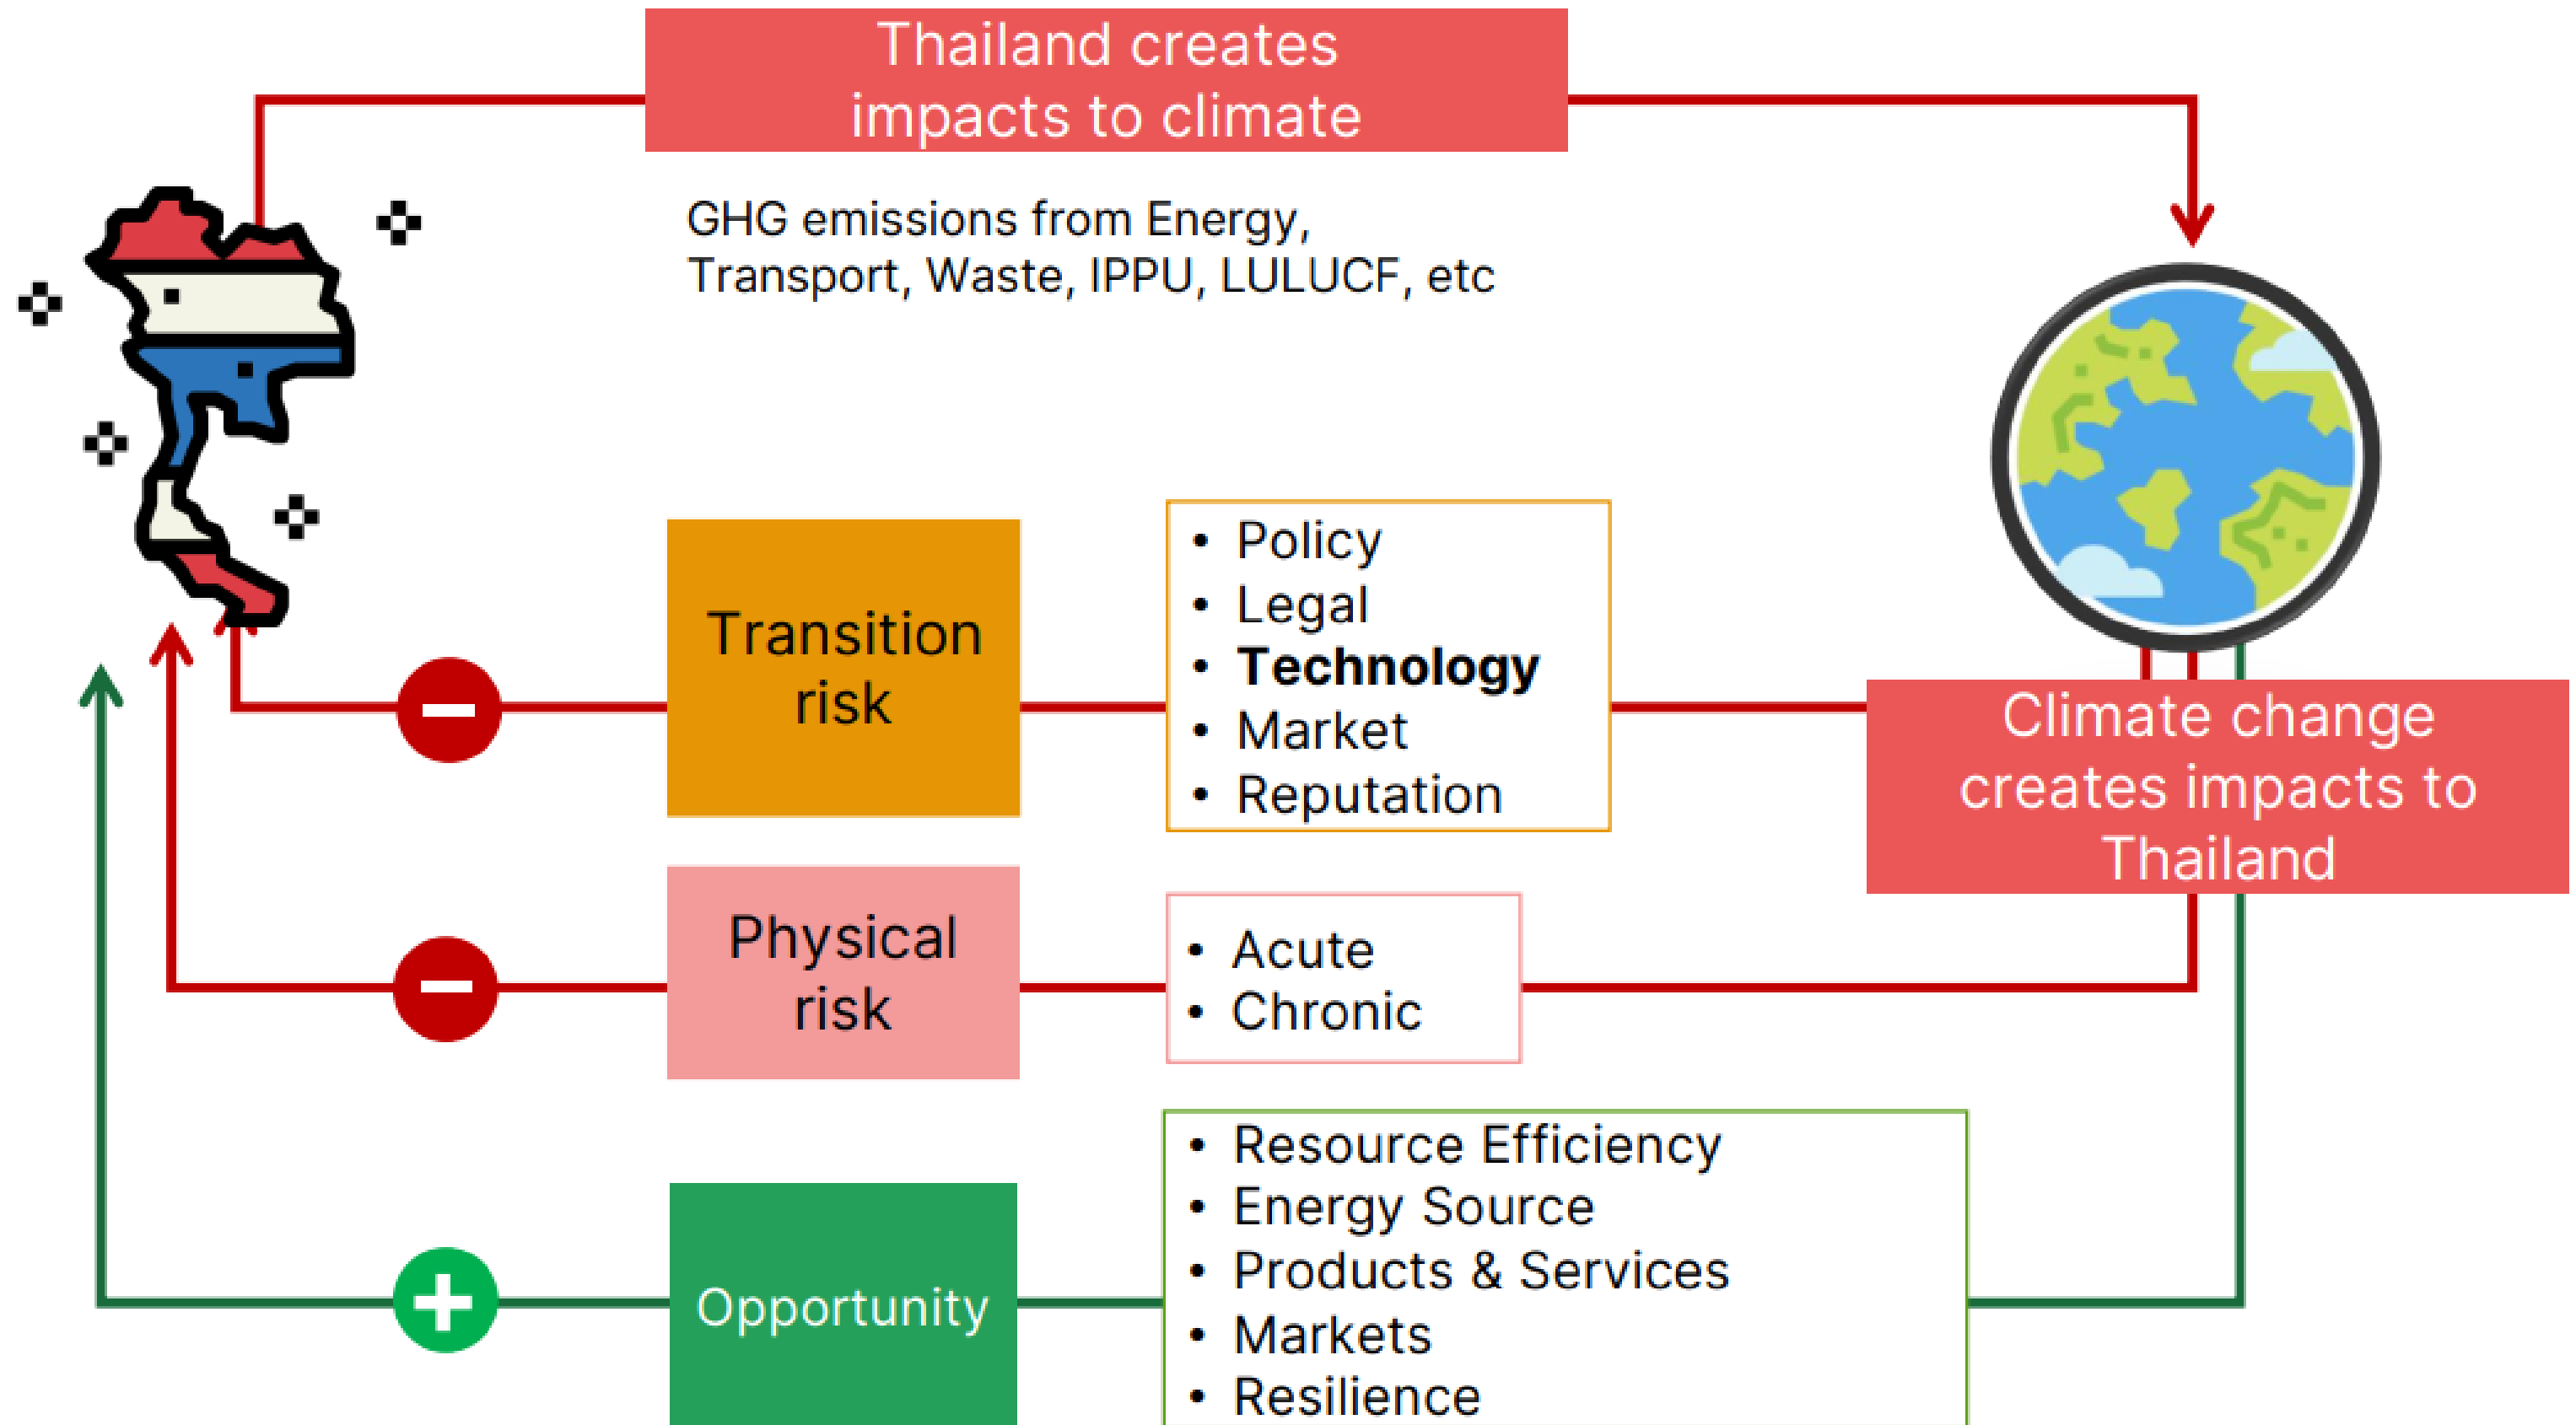 Thailand creates
impacts to climate
GHG emissions from Energy,
Transport, Waste, IPPU, LULUCF, etc
Transition
risk
• Policy
• Legal
• Technology
• Market
• Reputation
Climate change
creates impacts to
Thailand
Physical
risk
• Acute
• Chronic
Opportunity
• Resource Efficiency
• Energy Source
• Products & Services
• Markets
• Resilience